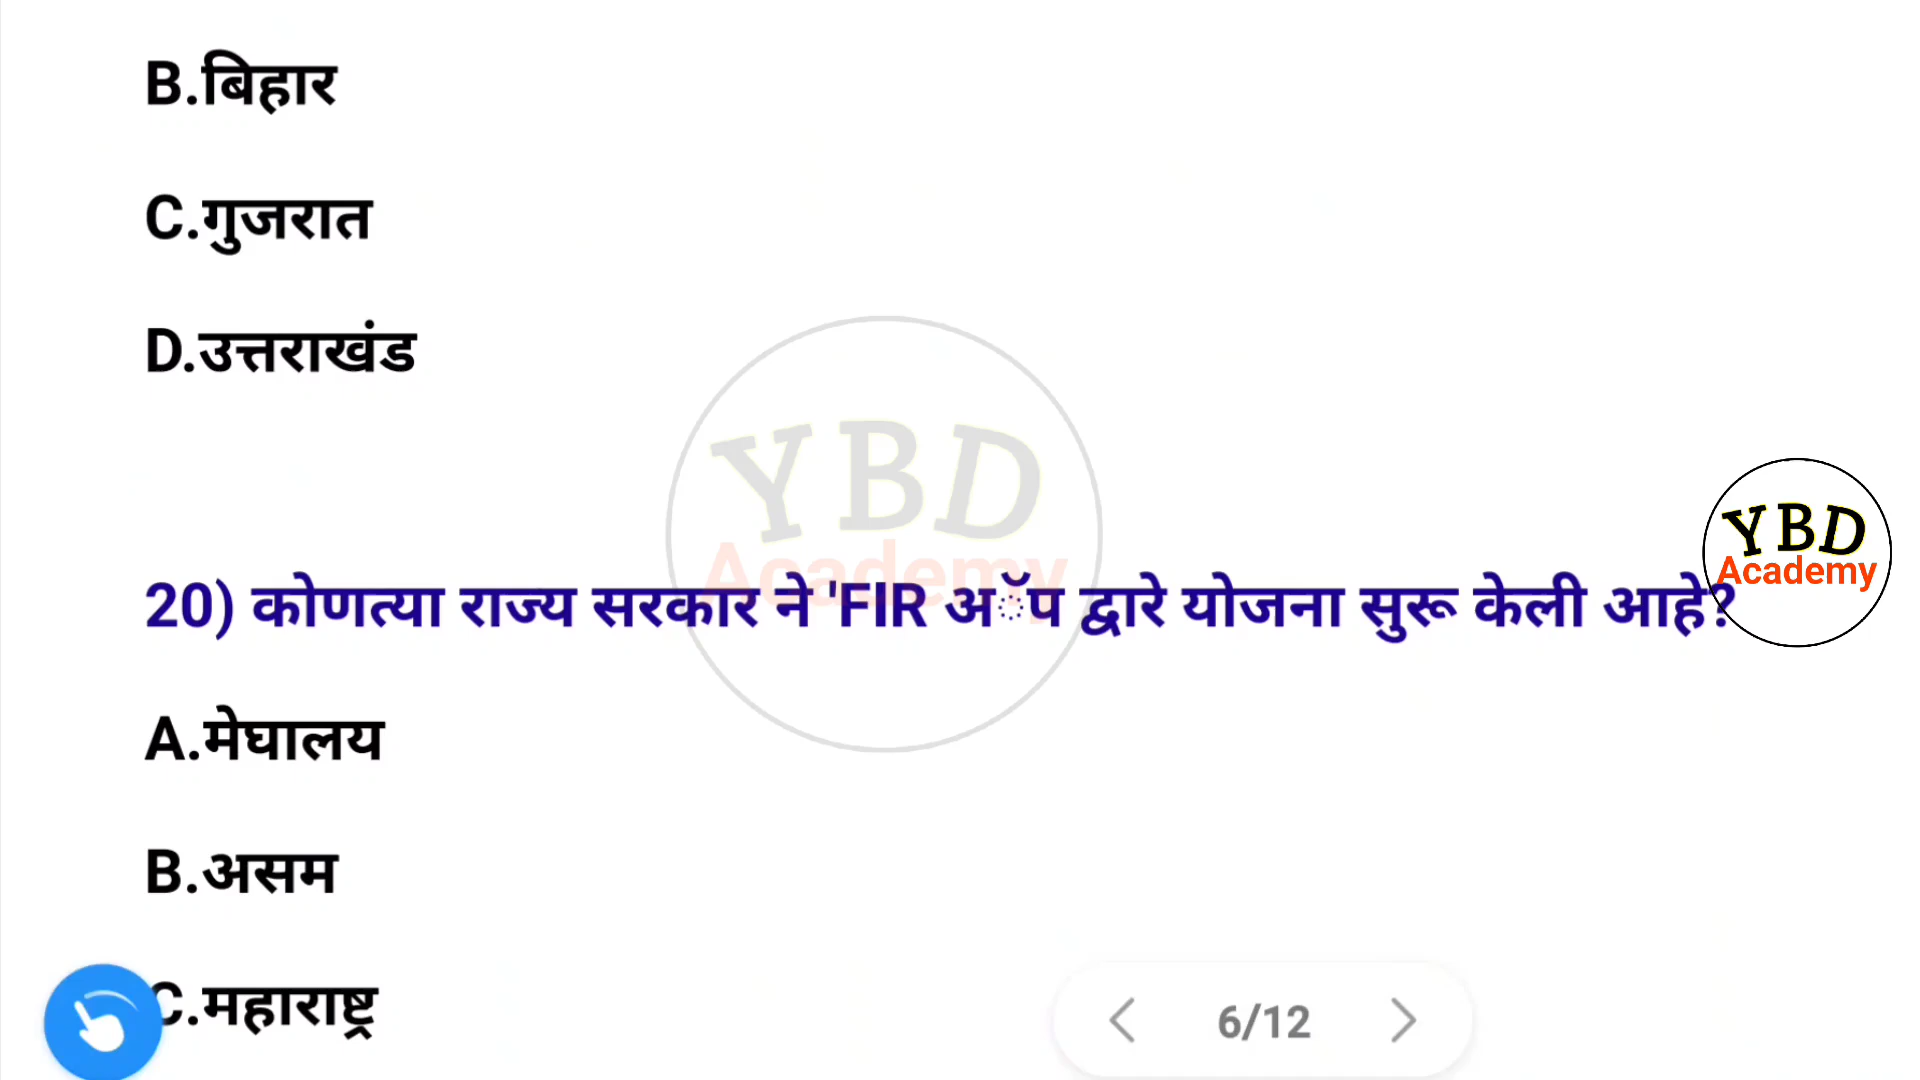 B.बिहार
C.गुजरात
D.उत्तराखंड
YBD
Academy
YBD
Academy
20) कोणत्या राज्य सरकार ने 'FIR अॅप द्वारे योजना सुरू केली आहे?
A.मेघालय
B.असम
C.महाराष्ट्र
6/12